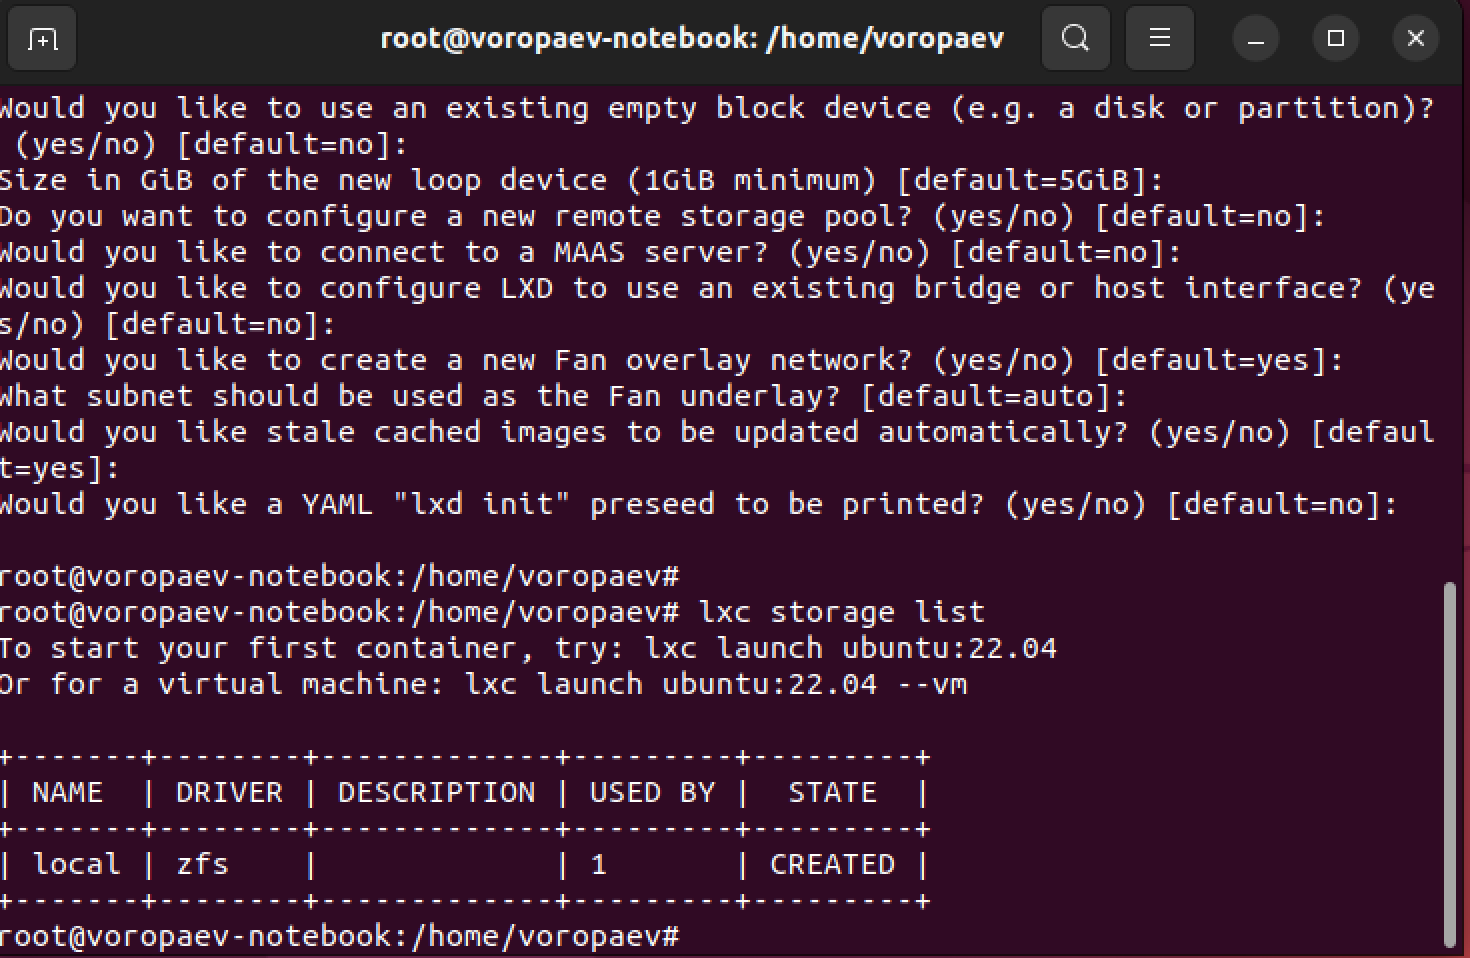 root@voropaev-notebook: /home/voropaev
Would you like to use an existing empty block device (e.g. a disk or partition)?
(yes/no) [default=no]:
Size in GiB of the new loop device (1GiB minimum) [default=5GiB]:
Do you want to configure a new remote storage pool? (yes/no) [default=no]:
Would you like to connect to a MAAS server? (yes/no) [default=no]:
Would you like to configure LXD to use an existing bridge or host interface? (ye
s/no) [default=no]:
Would you like to create a new Fan overlay network? (yes/no) [default=yes]:
What subnet should be used as the Fan underlay? [default=auto]:
Would you like stale cached images to be updated automatically? (yes/no) [defaul
t=yes]:
Would you like a YAML "lxd init" preseed to be printed? (yes/no) [default=no]:
root@voropaev-notebook:/home/voropaev#
root@voropaev-notebook:/home/voropaev# lxc storage list
To start your first container, try: lxc launch ubuntu:22.04
Or for a virtual machine: lxc launch ubuntu:22.04 --vm
+-------+--------+-------------+---------+---------+
| NAME  | DRIVER | DESCRIPTION | USED BY |  STATE  |
+-------+--------+-------------+---------+---------+
| local | zfs    |             | 1       | CREATED |
+-------+--------+-------------+---------+---------+
root@voropaev-notebook:/home/voropaev#